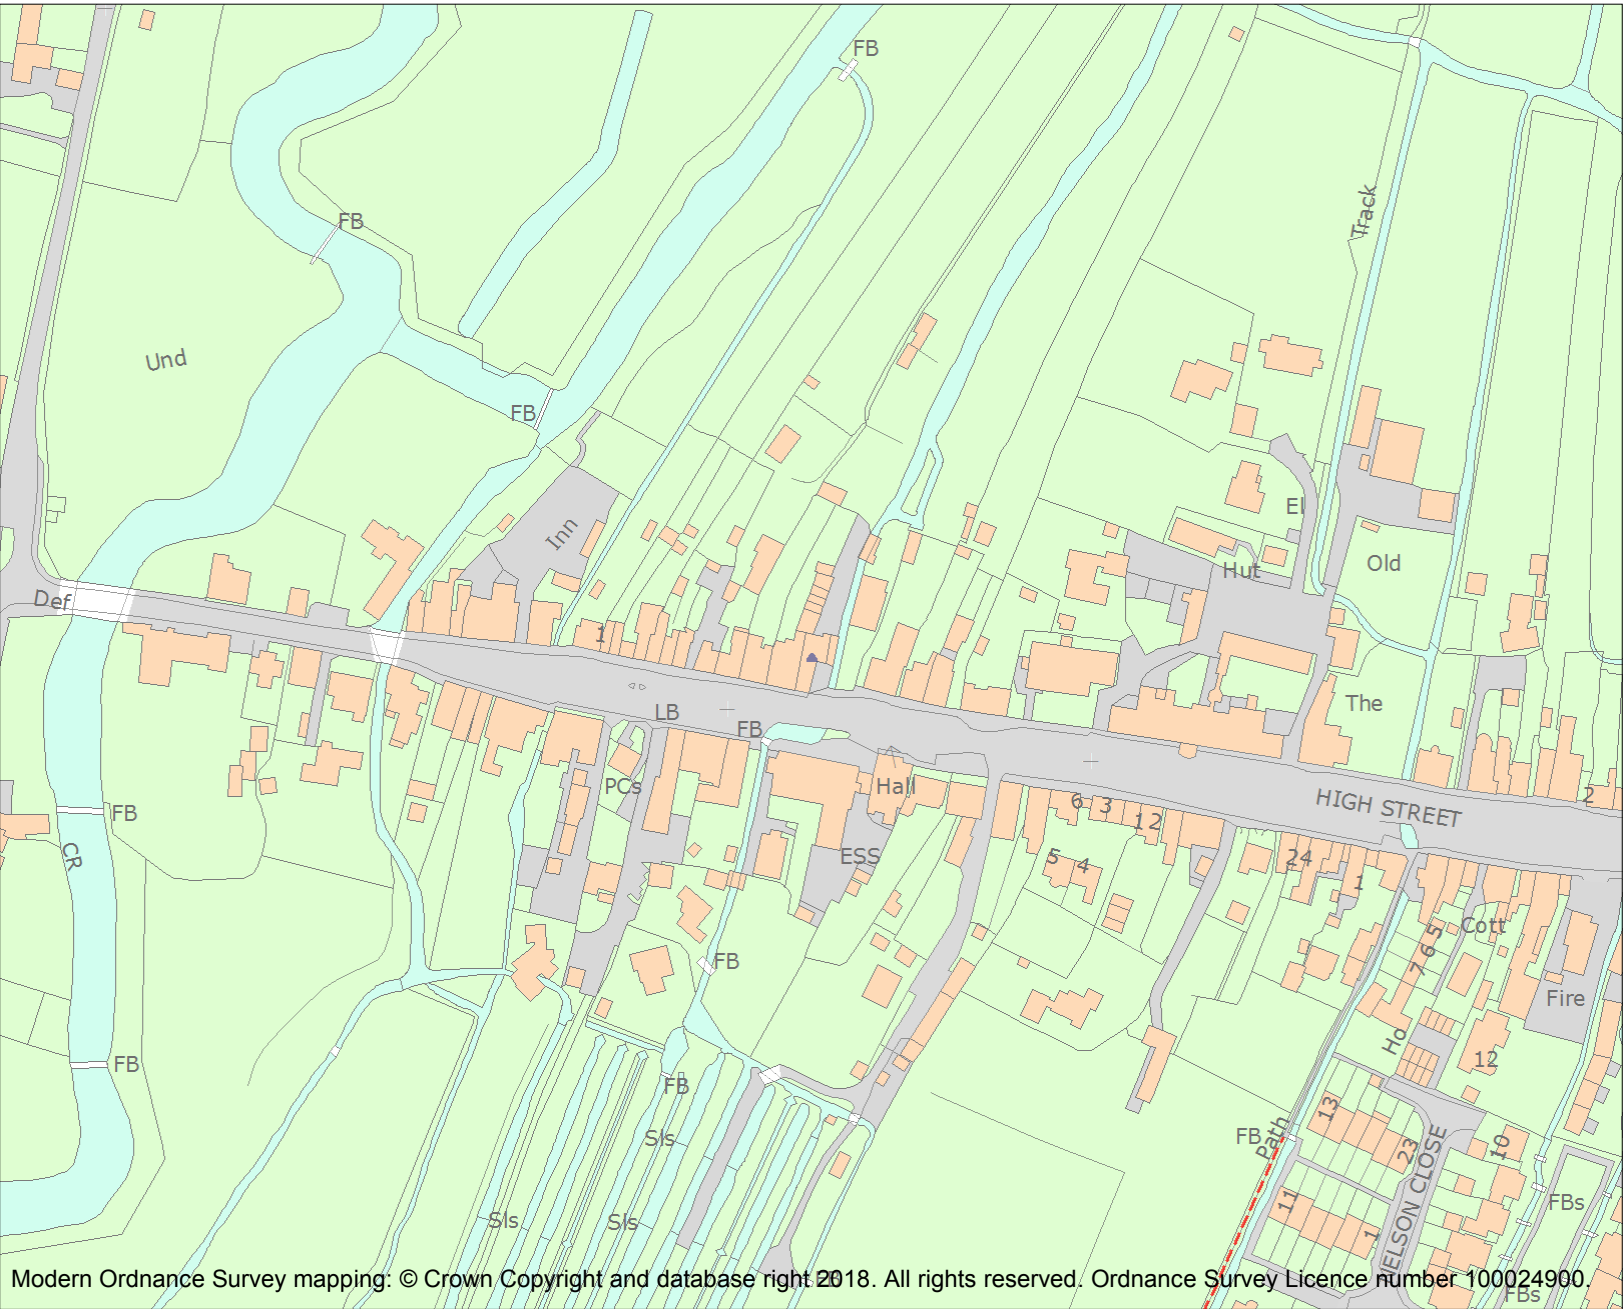 FB
Track
FB
Und
FB
Inn
El
Old
Hut
Def
1
The
LB
FB
PCs
Hall
6 3
12
HIGH STREET
2
FB
CR
ESS
5 4
24
1
Cott
7 6 5
FB
Fire
Ho
12
FB
FB
13
Path
FB
23
10
Sls
11
FBs
Sls
Sls
1
NELSON CLOSE
FB
FBs
Modern Ordnance Survey mapping: © Crown Copyright and database right 2018. All rights reserved. Ordnance Survey Licence number 100024900.